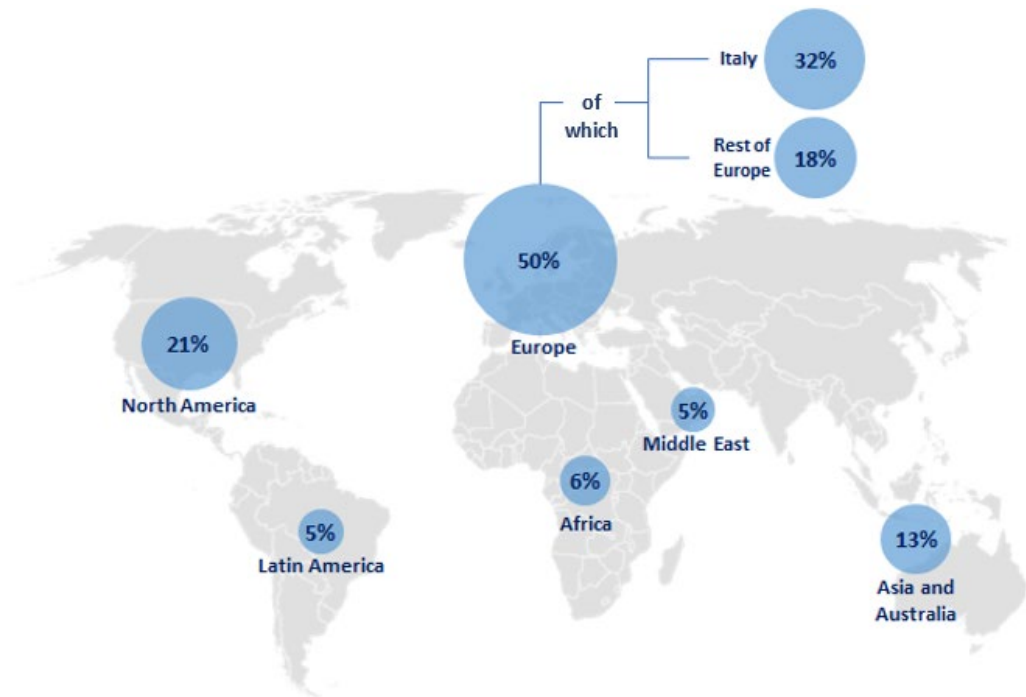 Italy
32%
of
which
Rest of
Europe
18%
50%
Europe
21%
North America
5%
Middle East
6%
Africa
5%
Latin America
13%
Asia and
Australia